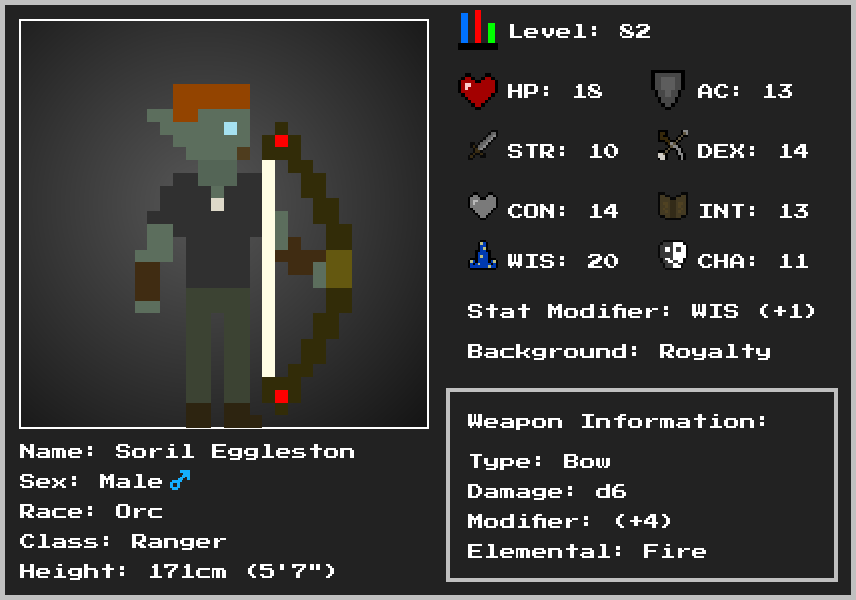 Level: 82
HP: 18
AC: 13
STR: 10
DEX: 14
CON: 14
INT: 13
WIS: 20
CHA: 11
Stat Modifier: WIS (+1)
Background: Royalty
Weapon Information:
Type: Bow
Damage: d6
Modifier: (+4)
Elemental: Fire
Name: Soril Eggleston
Sex: Male ♂
Race: Orc
Class: Ranger
Height: 171cm (5'7")